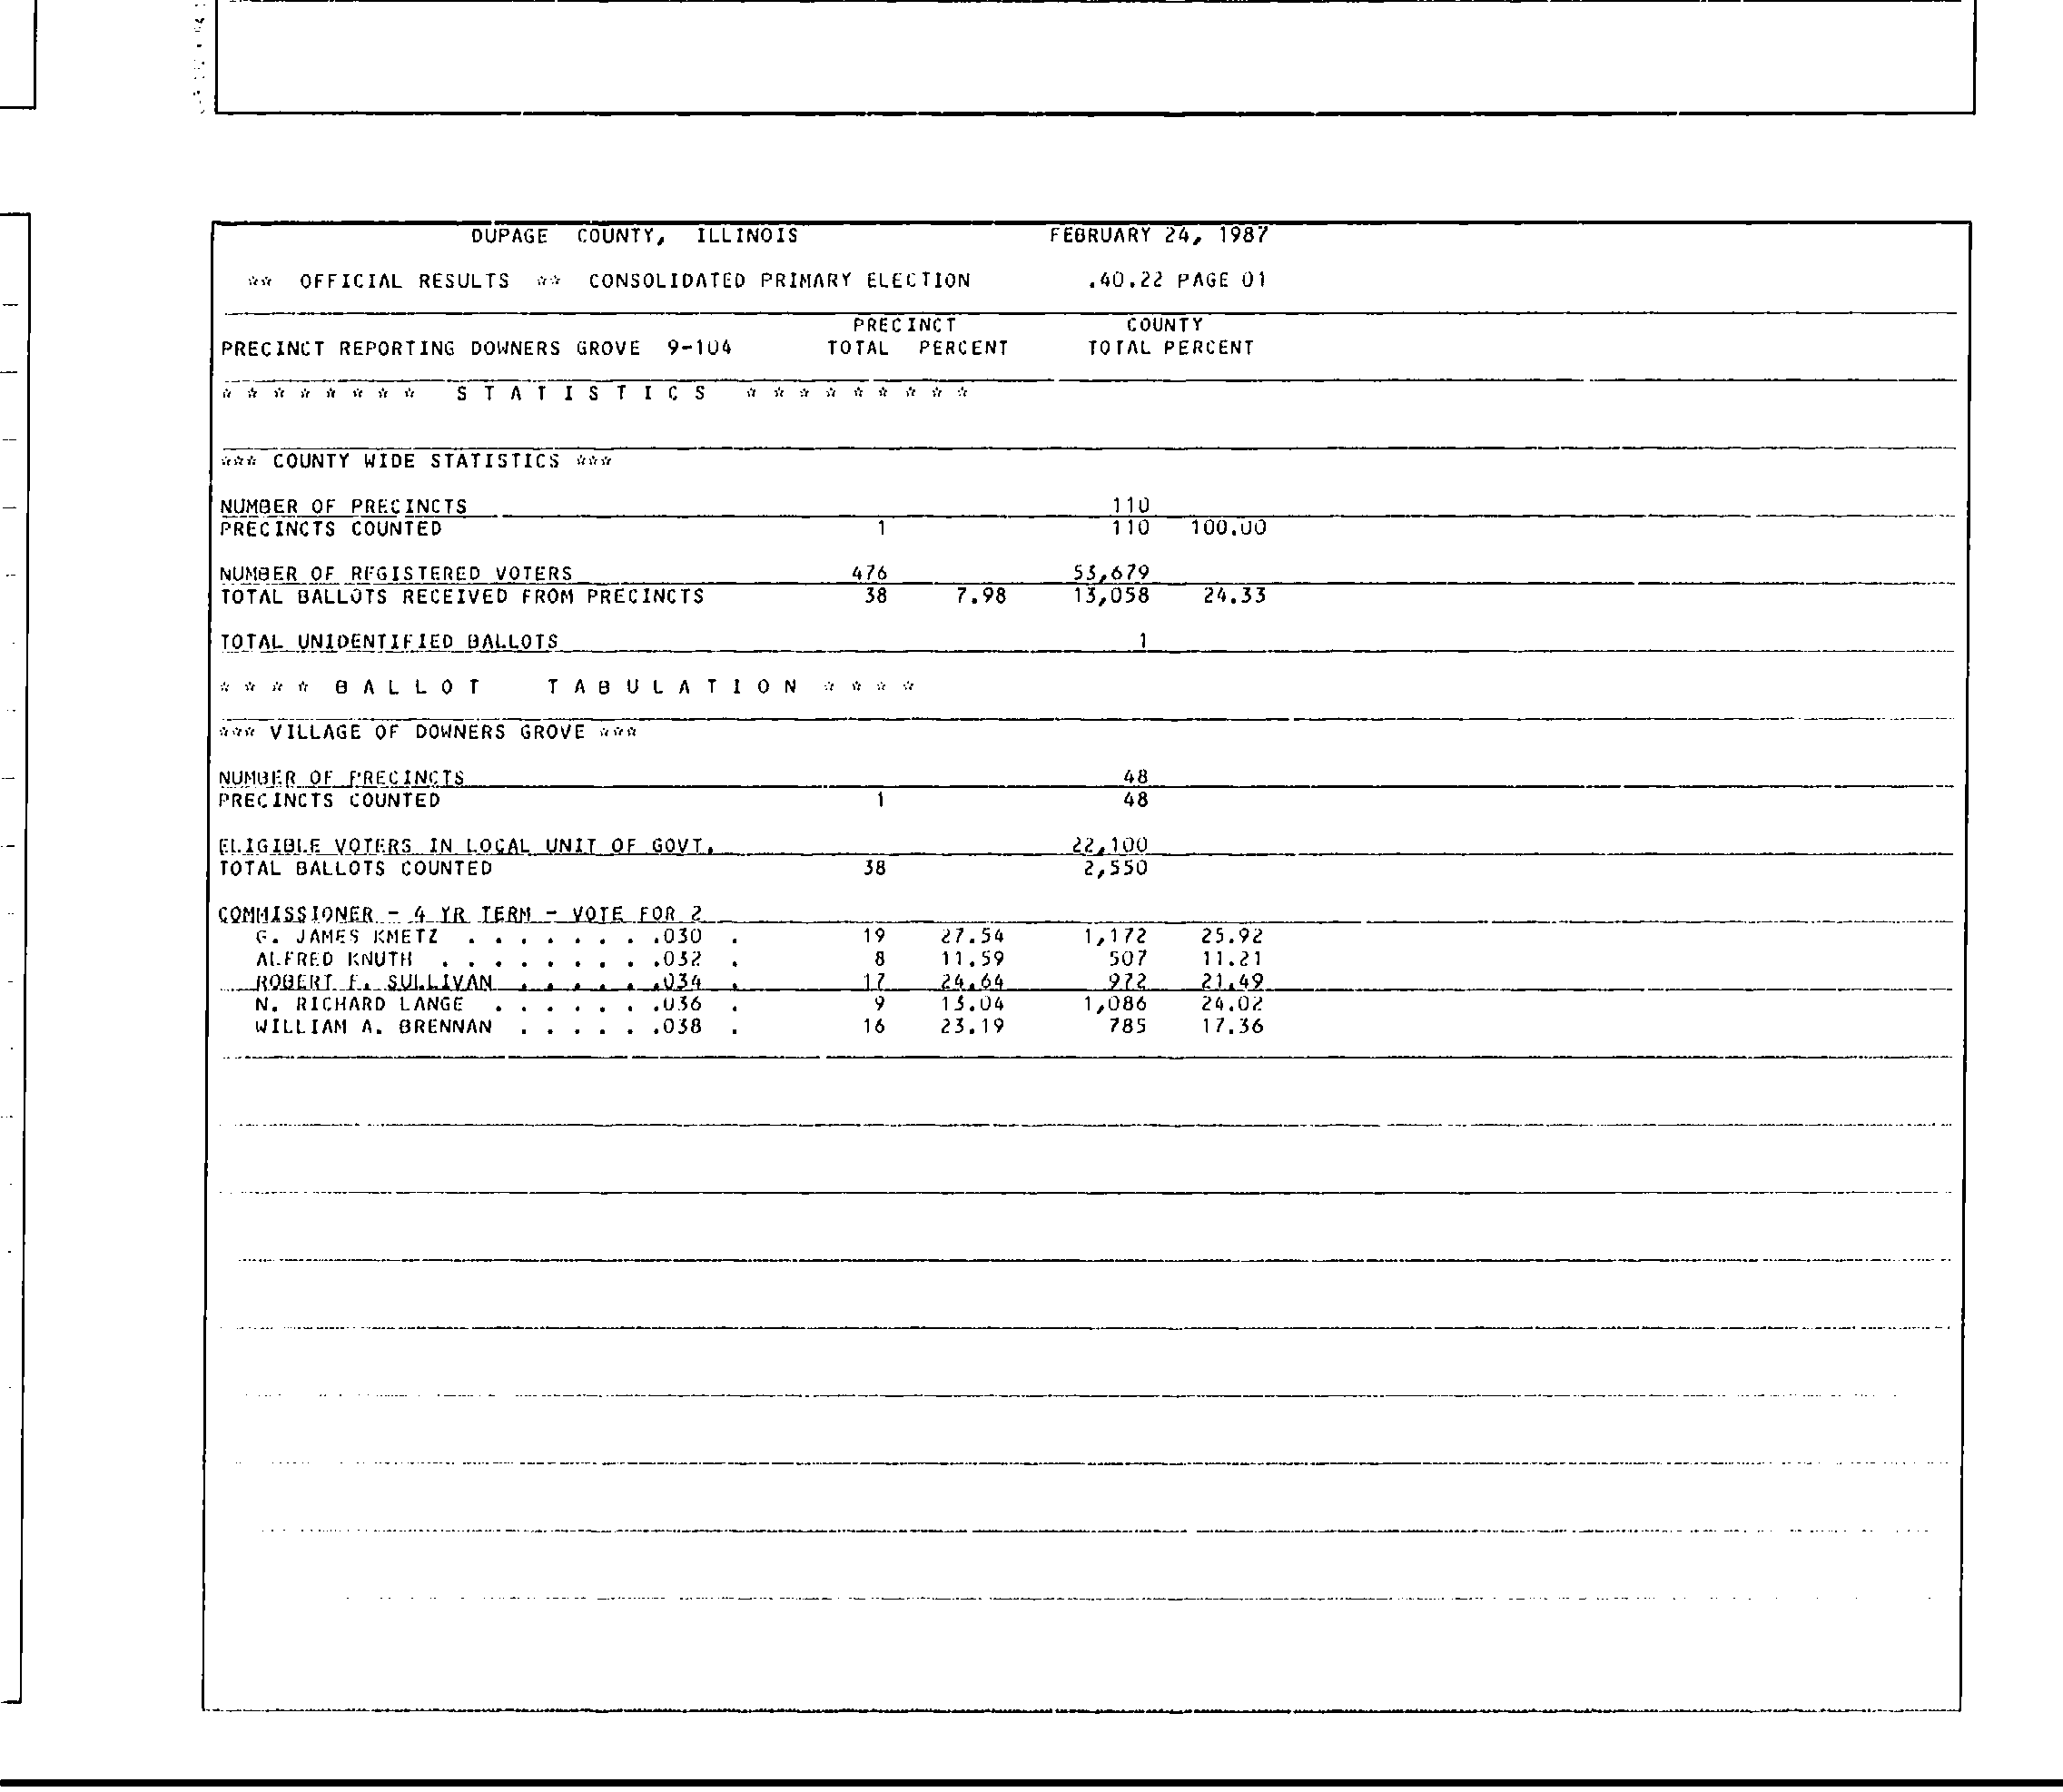 DUPAGE COUNTY, ILLINOIS FEBRUARY 24, 1987
** OFFICIAL RESULTS ** CONSOLIDATED PRIMARY ELECTION .40.22 PAGE 01
PRECINCT COUNTY
PRECINCT REPORTING DOWNERS GROVE 9-104 TOTAL PERCENT TOTAL PERCENT
* * * * * * * * S T A T I S T I C S * * * * * * * * *
*** COUNTY WIDE STATISTICS ***
NUMBER OF PRECINCTS 110
PRECINCTS COUNTED 1 110 100.00
NUMBER OF REGISTERED VOTERS 476 53,679
TOTAL BALLOTS RECEIVED FROM PRECINCTS 38 7.98 13,058 24.33
TOTAL UNIDENTIFIED BALLOTS 1
* * * * B A L L O T T A B U L A T I O N * * * *
*** VILLAGE OF DOWNERS GROVE ***
NUMBER OF PRECINCTS 48
PRECINCTS COUNTED 1 48
ELIGIBLE VOTERS IN LOCAL UNIT OF GOVT. 22,100
TOTAL BALLOTS COUNTED 38 2,550
COMMISSIONER - 4 YR TERM - VOTE FOR 2
G. JAMES KMETZ . . . . . . . .030 . 19 27.54 1,172 25.92
ALFRED KNUTH . . . . . . . . .032 . 8 11.59 507 11.21
ROBERT F. SULLIVAN . . . . . .034 . 17 24.64 972 21.49
N. RICHARD LANGE . . . . . . .036 . 9 13.04 1,086 24.02
WILLIAM A. BRENNAN . . . . . .038 . 16 23.19 785 17.36